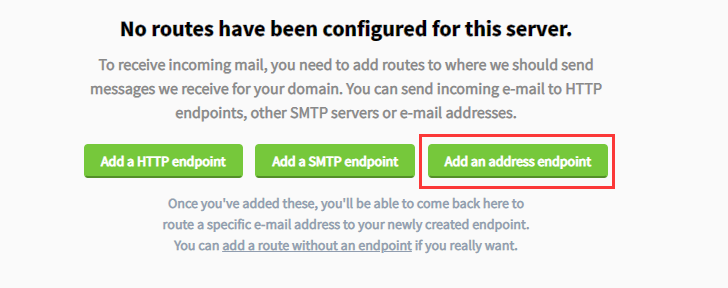 No routes have been configured for this server.
To receive incoming mail, you need to add routes to where we should send
messages we receive for your domain. You can send incoming e-mail to HTTP
endpoints, other SMTP servers or e-mail addresses.
Add a HTTP endpoint Add a SMTP endpoint Add an address endpoint
Once you've added these, you'll be able to come back here to
route a specific e-mail address to your newly created endpoint.
You can add a route without an endpoint if you really want.